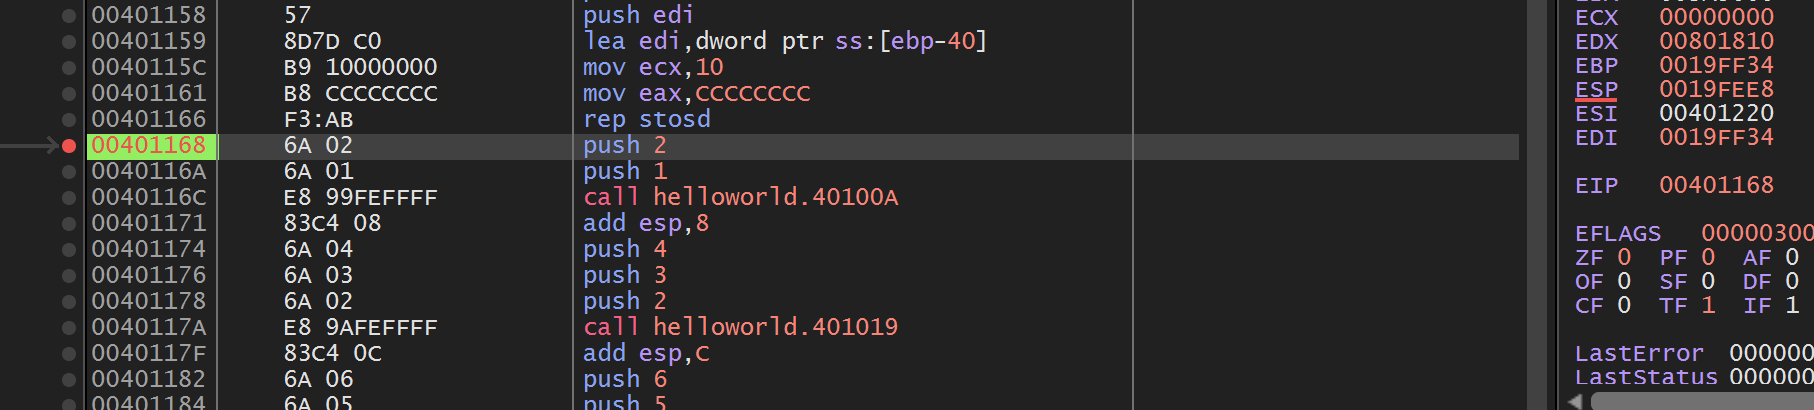 00401158 57 push edi
00401159 8D7D C0 lea edi,dword ptr ss:[ebp-40]
0040115C B9 10000000 mov ecx,10
00401161 B8 CCCCCCCC mov eax,CCCCCCCC
00401166 F3:AB rep stosd
00401168 6A 02 push 2
0040116A 6A 01 push 1
0040116C E8 99FEFFFF call helloworld.40100A
00401171 83C4 08 add esp,8
00401174 6A 04 push 4
00401176 6A 03 push 3
00401178 6A 02 push 2
0040117A E8 9AFEFFFF call helloworld.401019
0040117F 83C4 0C add esp,C
00401182 6A 06 push 6
00401184 6A 05 push 5
ECX 00000000
EDX 00801810
EBP 0019FF34
ESP 0019FEE8
ESI 00401220
EDI 0019FF34
EIP 00401168
EFLAGS 00000300
ZF 0 PF 0 AF 0
OF 0 SF 0 DF 0
CF 0 TF 1 IF 1
LastError 000000
LastStatus 000000